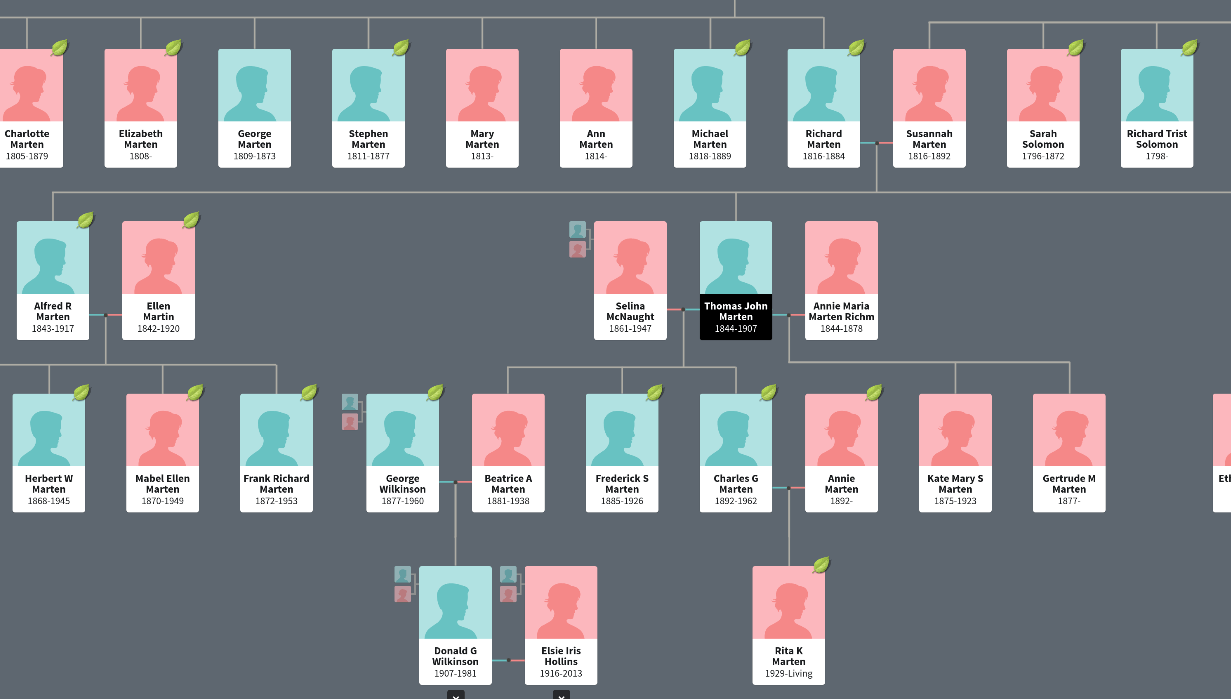 Charlotte
Marten
1805-1879
Elizabeth
Marten
1808-
George
Marten
1809-1873
Stephen
Marten
1811-1877
Mary
Marten
1813-
Ann
Marten
1814-
Michael
Marten
1818-1889
Richard
Marten
1816-1884
Susannah
Marten
1816-1892
Sarah
Solomon
1796-1872
Richard Trist
Solomon
1798-
Alfred R
Marten
1843-1917
Ellen
Martin
1842-1920
Selina
McNaught
1861-1947
Thomas John
Marten
1844-1907
Annie Maria
Marten Richm
1844-1878
Herbert W
Marten
1868-1945
Mabel Ellen
Marten
1870-1949
Frank Richard
Marten
1872-1953
George
Wilkinson
1877-1960
Beatrice A
Marten
1881-1938
Frederick S
Marten
1885-1926
Charles G
Marten
1892-1962
Annie
Marten
1892-
Kate Mary S
Marten
1875-1923
Gertrude M
Marten
1877-
Donald G
Wilkinson
1907-1981
Elsie Iris
Hollins
1916-2013
Rita K
Marten
1929-Living